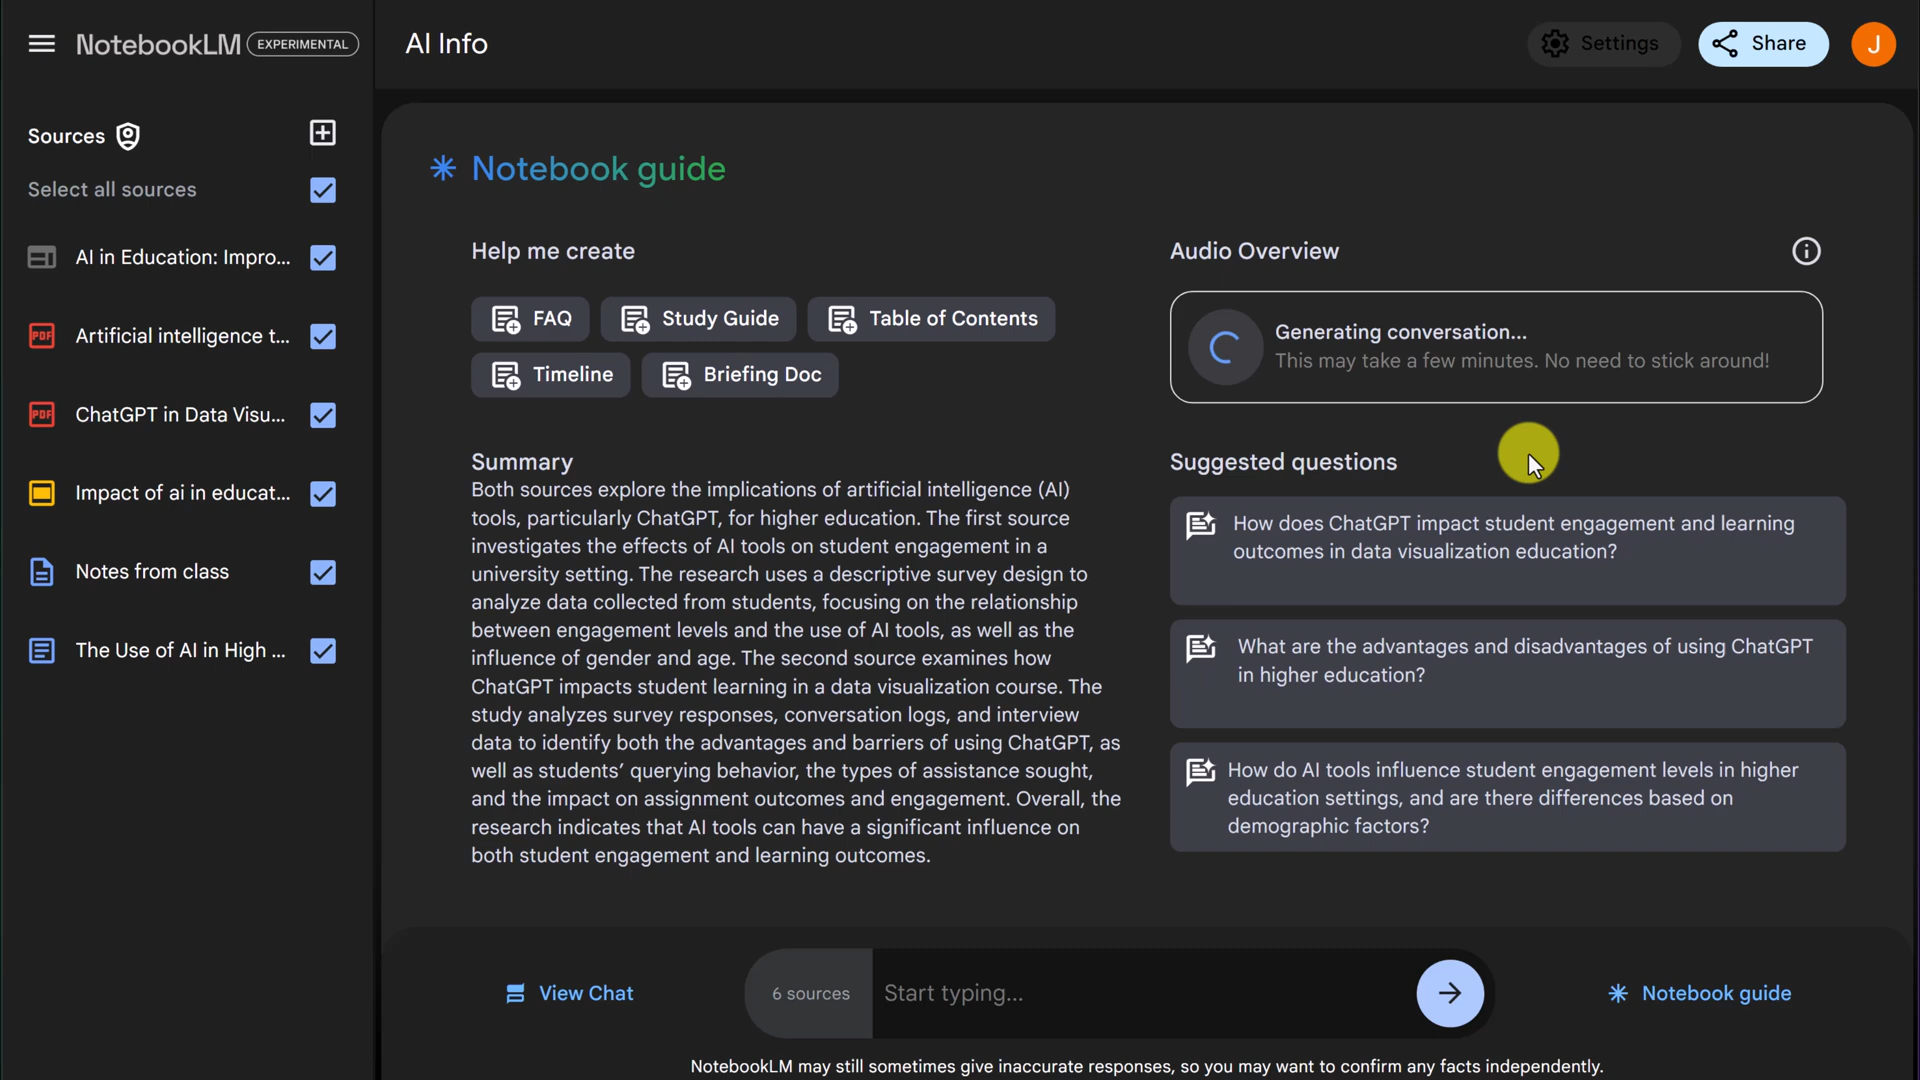 NotebookLM EXPERIMENTAL
AI Info
Settings
Share
J
Sources
Select all sources
AI in Education: Impro...
PDF Artificial intelligence t...
PDF ChatGPT in Data Visu...
Impact of ai in educat...
Notes from class
The Use of AI in High ...
Notebook guide
Help me create
FAQ
Study Guide
Table of Contents
Timeline
Briefing Doc
Summary
Both sources explore the implications of artificial intelligence (AI)
tools, particularly ChatGPT, for higher education. The first source
investigates the effects of AI tools on student engagement in a
university setting. The research uses a descriptive survey design to
analyze data collected from students, focusing on the relationship
between engagement levels and the use of AI tools, as well as the
influence of gender and age. The second source examines how
ChatGPT impacts student learning in a data visualization course. The
study analyzes survey responses, conversation logs, and interview
data to identify both the advantages and barriers of using ChatGPT, as
well as students’ querying behavior, the types of assistance sought,
and the impact on assignment outcomes and engagement. Overall, the
research indicates that AI tools can have a significant influence on
both student engagement and learning outcomes.
Audio Overview
Generating conversation...
This may take a few minutes. No need to stick around!
Suggested questions
How does ChatGPT impact student engagement and learning
outcomes in data visualization education?
What are the advantages and disadvantages of using ChatGPT
in higher education?
How do AI tools influence student engagement levels in higher
education settings, and are there differences based on
demographic factors?
View Chat
6 sources
Start typing...
Notebook guide
NotebookLM may still sometimes give inaccurate responses, so you may want to confirm any facts independently.